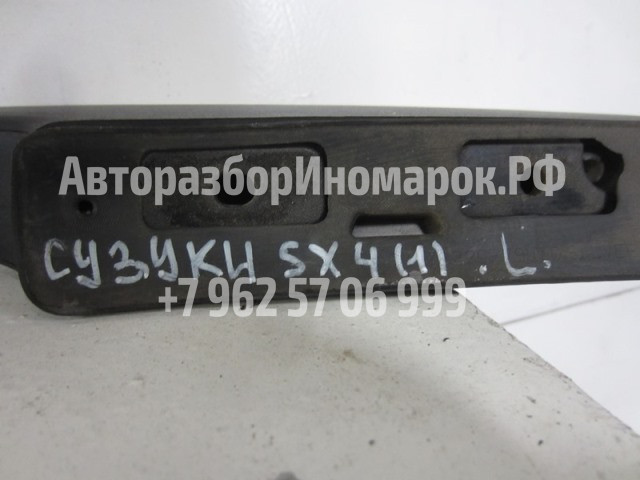 АвторазборИномарок.РФ
СУЗУКИ SX4(1) .L.
+7 962 57 06 999